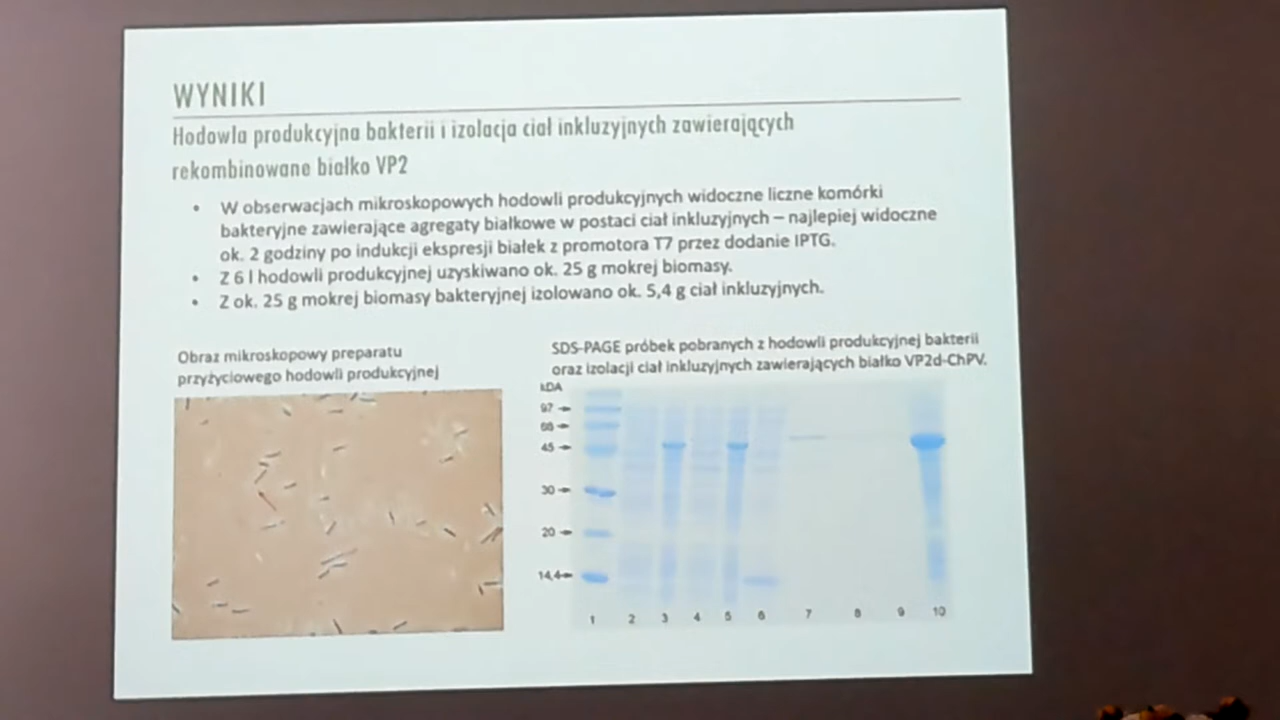 WYNIKI
Hodowla produkcyjna bakterii i izolacja ciał inkluzyjnych zawierających
rekombinowane białko VP2
• W obserwacjach mikroskopowych hodowli produkcyjnych widoczne liczne komórki
bakteryjne zawierające agregaty białkowe w postaci ciał inkluzyjnych – najlepiej widoczne
ok. 2 godziny po indukcji ekspresji białek z promotora T7 przez dodanie IPTG.
• Z 6 l hodowli produkcyjnej uzyskiwano ok. 25 g mokrej biomasy.
• Z ok. 25 g mokrej biomasy bakteryjnej izolowano ok. 5,4 g ciał inkluzyjnych.
Obraz mikroskopowy preparatu
przyżyciowego hodowli produkcyjnej
SDS-PAGE próbek pobranych z hodowli produkcyjnej bakterii
oraz izolacji ciał inkluzyjnych zawierających białko VP2d-ChPV.
kDA
97
66
45
30
20
14,4
1 2 3 4 5 6 7 8 9 10